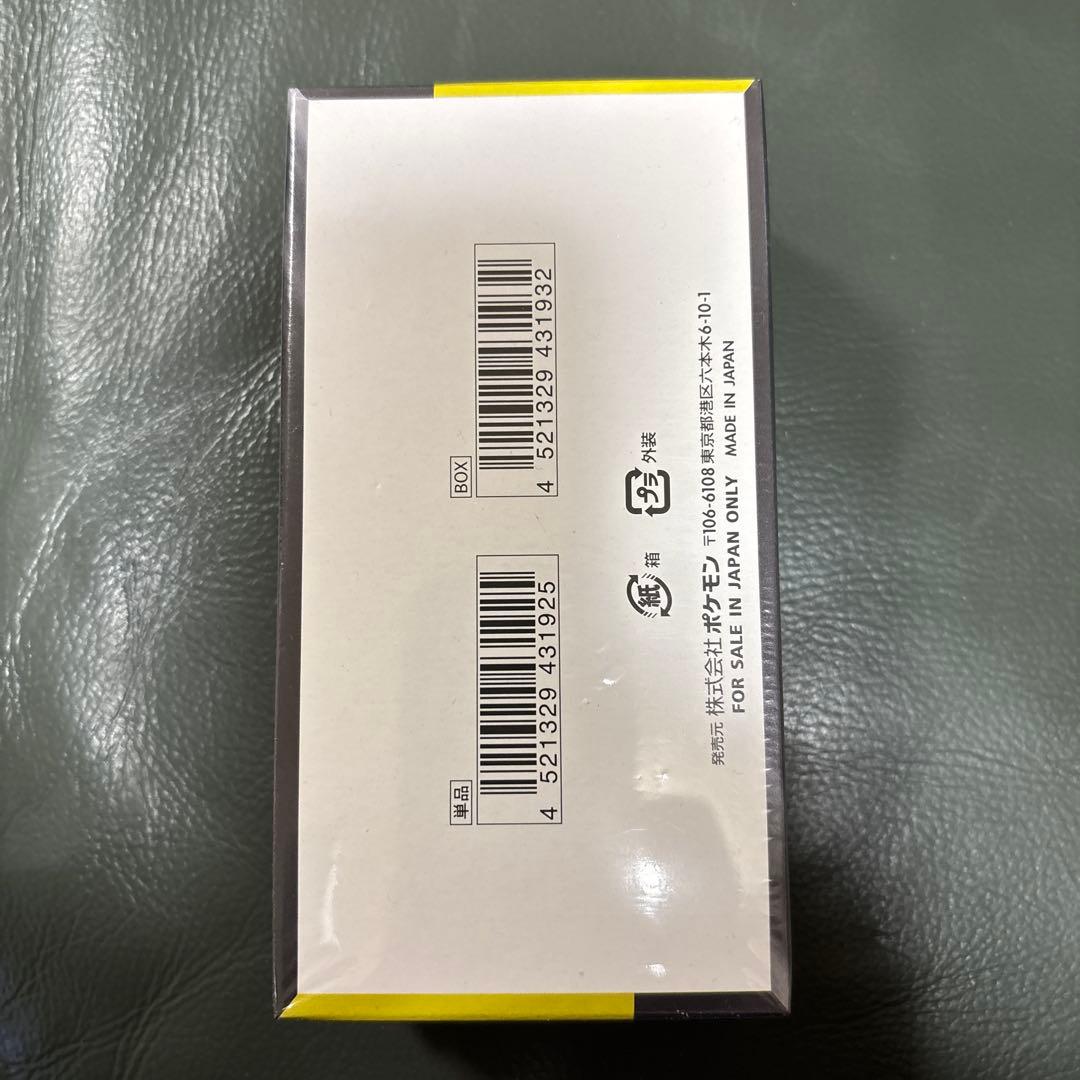 単品
4 521329 431925
BOX
4 521329 431932
紙 箱
プラ 外装
発売元 株式会社 ポケモン 〒106-6108 東京都港区六本木6-10-1
FOR SALE IN JAPAN ONLY MADE IN JAPAN